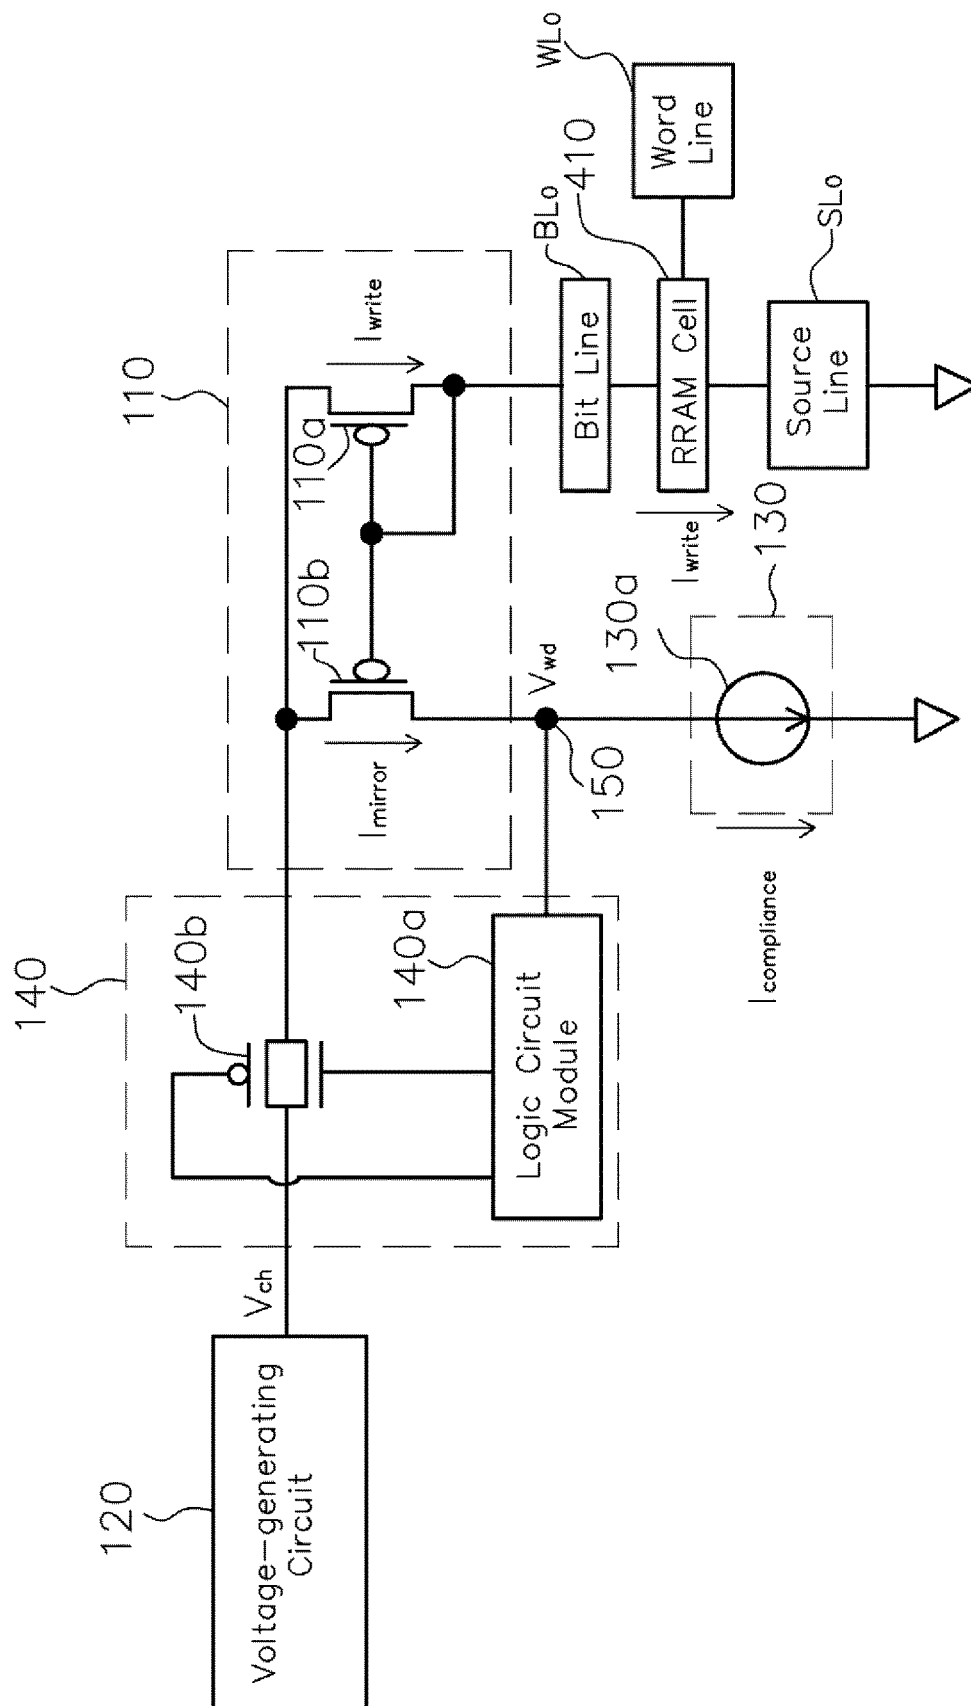 120
Voltage-generating
Circuit
Vch
140
140b
140a
Logic Circuit
Module
110
110b
110a
Imirror
Iwrite
Vwd
150
130a
130
Icompliance
BLo
Bit Line
410
RRAM Cell
Iwrite
WLo
Word
Line
SLo
Source
Line